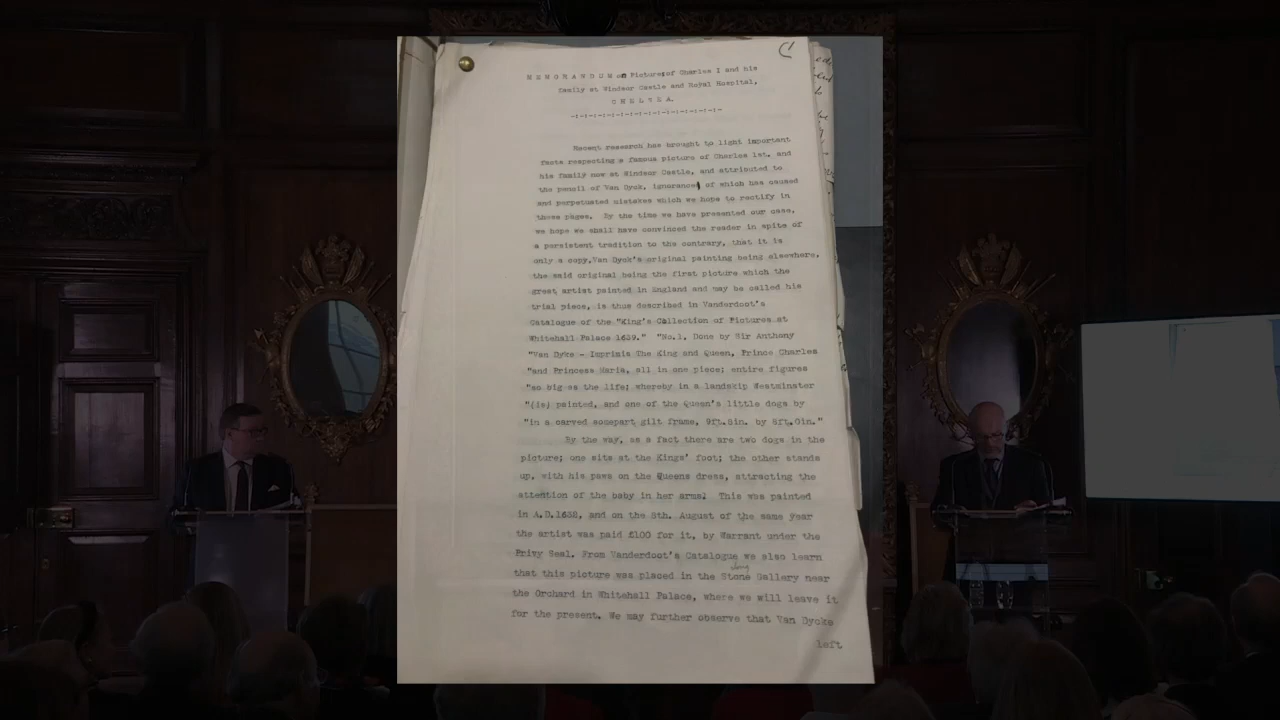 MEMORANDUM on Pictures of Charles I and his
family at Windsor Castle and Royal Hospital,
CHELSEA.
-:-:-:-:-:-:-:-:-:-:-:-:-:-:-:-:-
Recent research has brought to light important
facts respecting a famous picture of Charles 1st. and
his family now at Windsor Castle, and attributed to
the pencil of Van Dyck, ignorance of which has caused
and perpetuated mistakes which we hope to rectify in
these pages. By the time we have presented our case,
we hope we shall have convinced the reader in spite of
a persistent tradition to the contrary, that it is
only a copy, Van Dyck's original painting being elsewhere,
the said original being the first picture which the
great artist painted in England and may be called his
trial piece, is thus described in Vanderdoot's
Catalogue of the "King's Collection of Pictures at
Whitehall Palace 1639." "No.1. Done by Sir Anthony
"Van Dyke - Imprimis The King and Queen, Prince Charles
"and Princess Maria, all in one piece; entire figures
"so big as the life; whereby in a landskip Westminster
"(is) painted, and one of the Queen's little dogs by
"in a carved somepart gilt frame, 9ft.8in. by 8ft.0in."
By the way, as a fact there are two dogs in the
picture; one sits at the Kings' foot; the other stands
up, with his paws on the Queens dress, attracting the
attention of the baby in her arms. This was painted
in A.D.1632, and on the 8th. August of the same year
the artist was paid £100 for it, by Warrant under the
Privy Seal. From Vanderdoot's Catalogue we also learn
long
that this picture was placed in the Stone Gallery near
the Orchard in Whitehall Palace, where we will leave it
for the present. We may further observe that Van Dycke
left